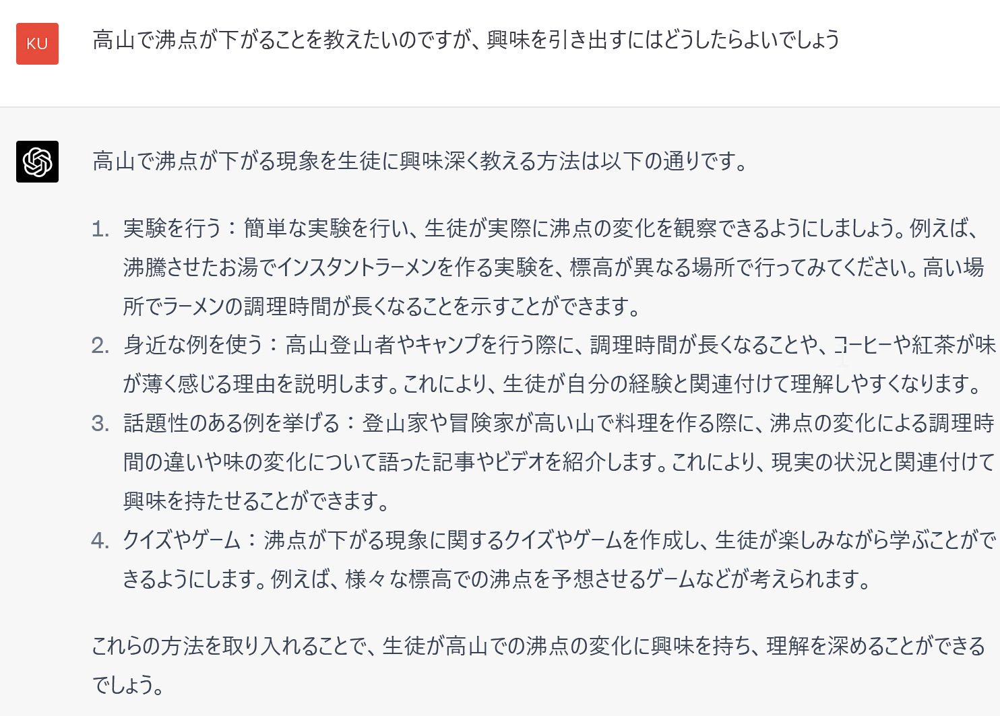 KU
高山で沸点が下がることを教えたいのですが、興味を引き出すにはどうしたらよいでしょう
高山で沸点が下がる現象を生徒に興味深く教える方法は以下の通りです。
1. 実験を行う：簡単な実験を行い、生徒が実際に沸点の変化を観察できるようにしましょう。例えば、
沸騰させたお湯でインスタントラーメンを作る実験を、標高が異なる場所で行ってみてください。高い場
所でラーメンの調理時間が長くなることを示すことができます。
2. 身近な例を使う：高山登山者やキャンプを行う際に、調理時間が長くなることや、コーヒーや紅茶が味
が薄く感じる理由を説明します。これにより、生徒が自分の経験と関連付けて理解しやすくなります。
3. 話題性のある例を挙げる：登山家や冒険家が高い山で料理を作る際に、沸点の変化による調理時
間の違いや味の変化について語った記事やビデオを紹介します。これにより、現実の状況と関連付けて
興味を持たせることができます。
4. クイズやゲーム：沸点が下がる現象に関するクイズやゲームを作成し、生徒が楽しみながら学ぶことがで
きるようにします。例えば、様々な標高での沸点を予想させるゲームなどが考えられます。
これらの方法を取り入れることで、生徒が高山での沸点の変化に興味を持ち、理解を深めることができる
でしょう。